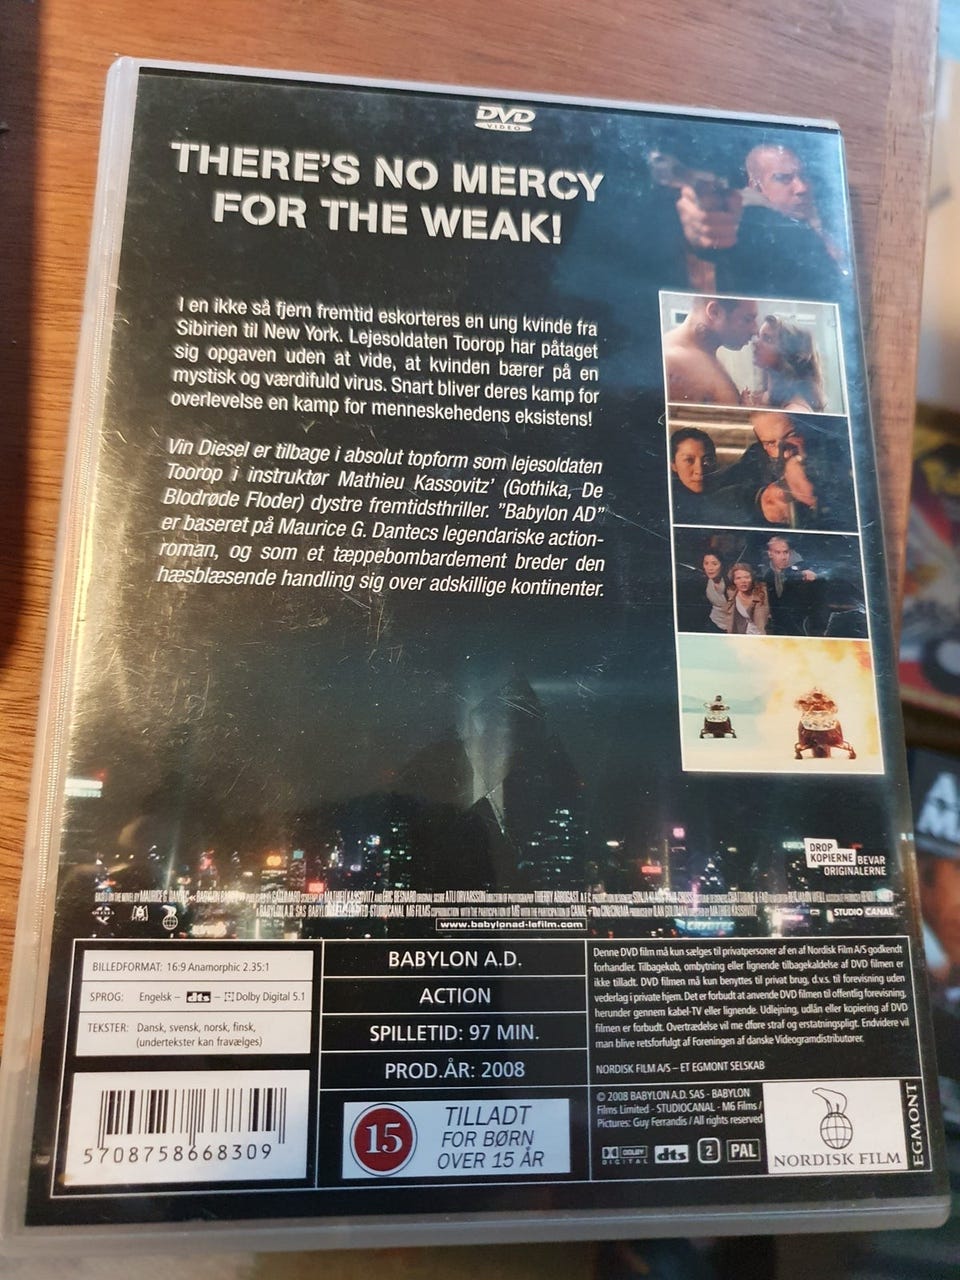 DVD
VIDEO
THERE'S NO MERCY
FOR THE WEAK!
I en ikke så fjern fremtid eskorteres en ung kvinde fra
Sibirien til New York. Lejesoldaten Toorop har påtaget
sig opgaven uden at vide, at kvinden bærer på en
mystisk og værdifuld virus. Snart bliver deres kamp for
overlevelse en kamp for menneskehedens eksistens!
Vin Diesel er tilbage i absolut topform som lejesoldaten
Toorop i instruktør Mathieu Kassovitz' (Gothika, De
Blodrøde Floder) dystre fremtidsthriller. "Babylon AD"
er baseret på Maurice G. Dantecs legendariske action-
roman, og som et tæppebombardement breder den
hæsblæsende handling sig over adskillige kontinenter.
DROP
KOPIERNE BEVAR
ORIGINALERNE
STUDIO CANAL
www.babylonad-lefilm.com
BILLEDFORMAT: 16:9 Anamorphic 2.35:1
SPROG: Engelsk – dts – Dolby Digital 5.1
TEKSTER: Dansk, svensk, norsk, finsk,
(undertekster kan fravælges)
5708758668309
BABYLON A.D.
ACTION
SPILLETID: 97 MIN.
PROD.ÅR: 2008
15
TILLADT
FOR BØRN
OVER 15 ÅR
Denne DVD film må kun sælges til privatpersoner af en af Nordisk Film A/S godkendt
forhandler. Tilbagekøb, ombytning eller lignende tilbagekaldelse af DVD filmen er
ikke tilladt. DVD filmen må kun benyttes til privat brug, d.v.s. til forevisning uden
vederlag i private hjem. Det er forbudt at anvende DVD filmen til offentlig forevisning,
herunder gennem kabel-TV eller lignende. Udlejning, udlån eller kopiering af DVD
filmen er forbudt. Overtrædelse vil medføre straf og erstatningspligt. Endvidere vil
man blive retsforfulgt af Foreningen af danske Videogramdistributører.
NORDISK FILM A/S – ET EGMONT SELSKAB
© 2008 BABYLON A.D. SAS - BABYLON
Films Limited - STUDIOCANAL - M6 Films /
Pictures: Guy Ferrandis / All rights reserved
DOLBY
DIGITAL
dts
2
PAL
NORDISK FILM
EGMONT